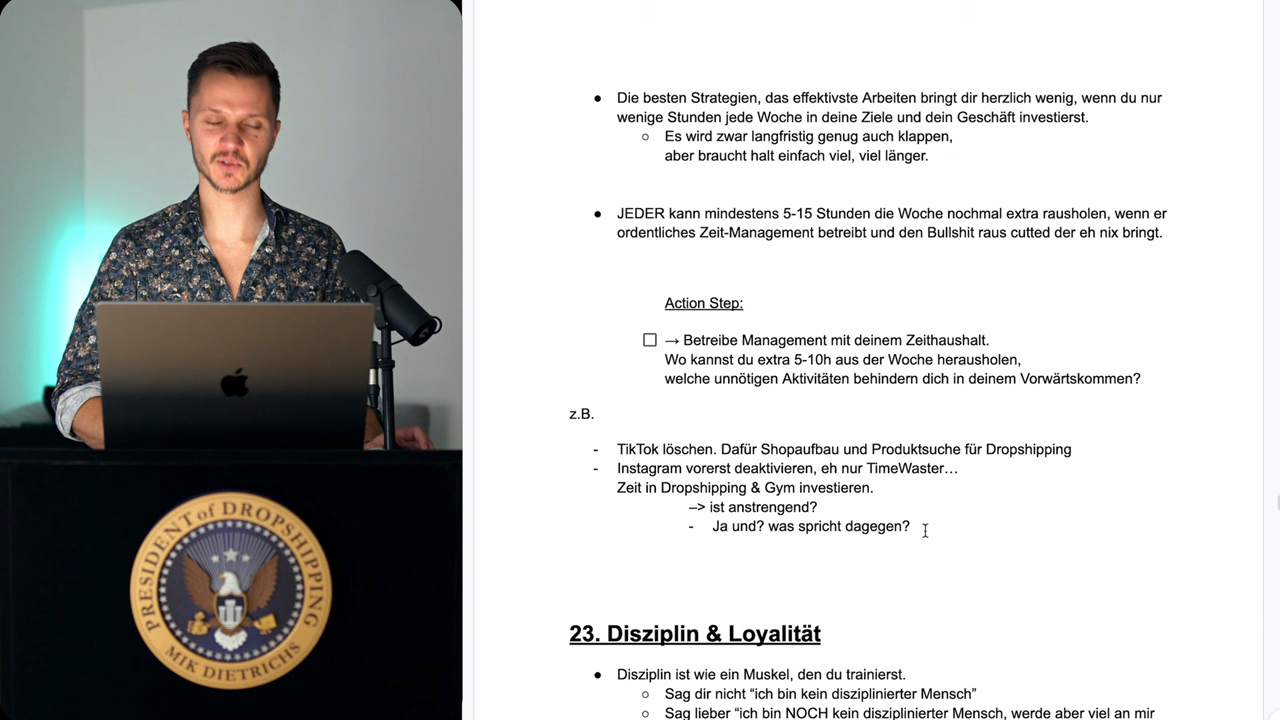 ● Die besten Strategien, das effektivste Arbeiten bringt dir herzlich wenig, wenn du nur
wenige Stunden jede Woche in deine Ziele und dein Geschäft investierst.
○ Es wird zwar langfristig genug auch klappen,
aber braucht halt einfach viel, viel länger.
● JEDER kann mindestens 5-15 Stunden die Woche nochmal extra rausholen, wenn er
ordentliches Zeit-Management betreibt und den Bullshit raus cutted der eh nix bringt.
Action Step:
☐ → Betreibe Management mit deinem Zeithaushalt.
Wo kannst du extra 5-10h aus der Woche herausholen,
welche unnötigen Aktivitäten behindern dich in deinem Vorwärtskommen?
z.B.
- TikTok löschen. Dafür Shopaufbau und Produktsuche für Dropshipping
- Instagram vorerst deaktivieren, eh nur TimeWaster…
Zeit in Dropshipping & Gym investieren.
–> ist anstrengend?
- Ja und? was spricht dagegen?
23. Disziplin & Loyalität
● Disziplin ist wie ein Muskel, den du trainierst.
○ Sag dir nicht “ich bin kein disziplinierter Mensch”
○ Sag lieber “ich bin NOCH kein disziplinierter Mensch, werde aber viel an mir
PRESIDENT of DROPSHIPPING
MIK DIETRICHS